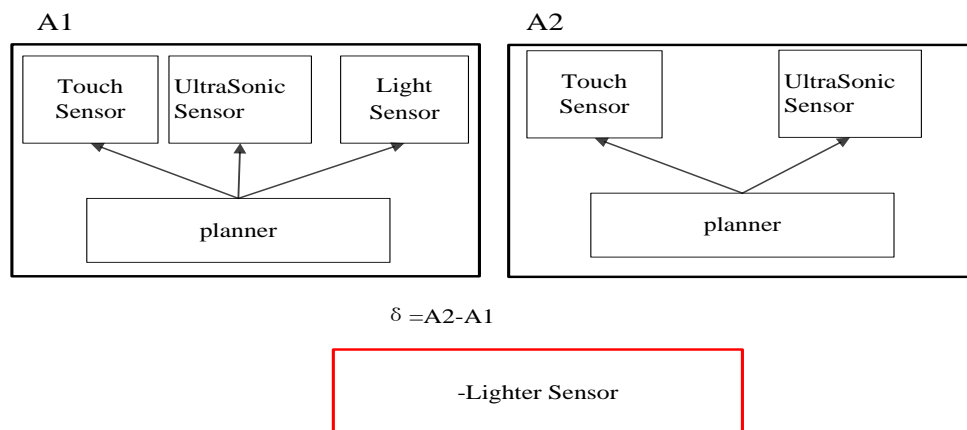 A1
A2
Touch
Sensor
UltraSonic
Sensor
Light
Sensor
Touch
Sensor
UltraSonic
Sensor
planner
planner
δ=A2-A1
-Lighter Sensor